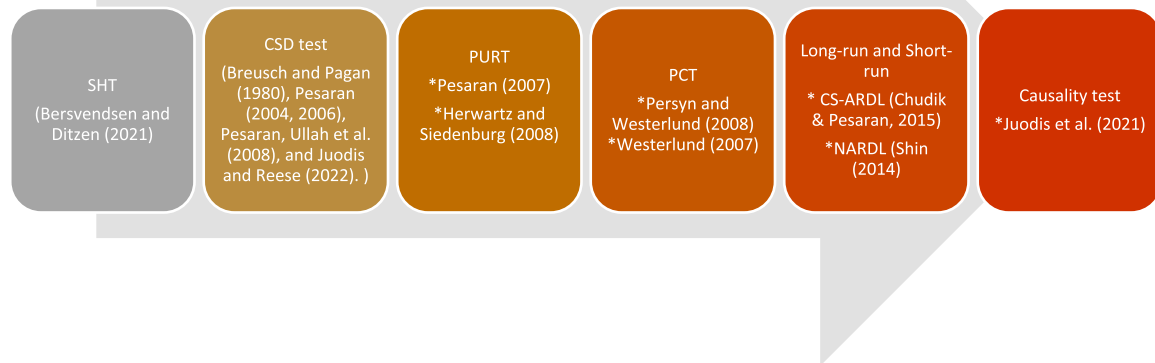 SHT
(Bersvendsen and
Ditzen (2021)
CSD test
(Breusch and Pagan
(1980), Pesaran
(2004, 2006),
Pesaran, Ullah et al.
(2008), and Juodis
and Reese (2022). )
PURT
*Pesaran (2007)
*Herwartz and
Siedenburg (2008)
PCT
*Persyn and
Westerlund (2008)
*Westerlund (2007)
Long-run and Short-
run
* CS-ARDL (Chudik
& Pesaran, 2015)
*NARDL (Shin
(2014)
Causality test
*Juodis et al. (2021)